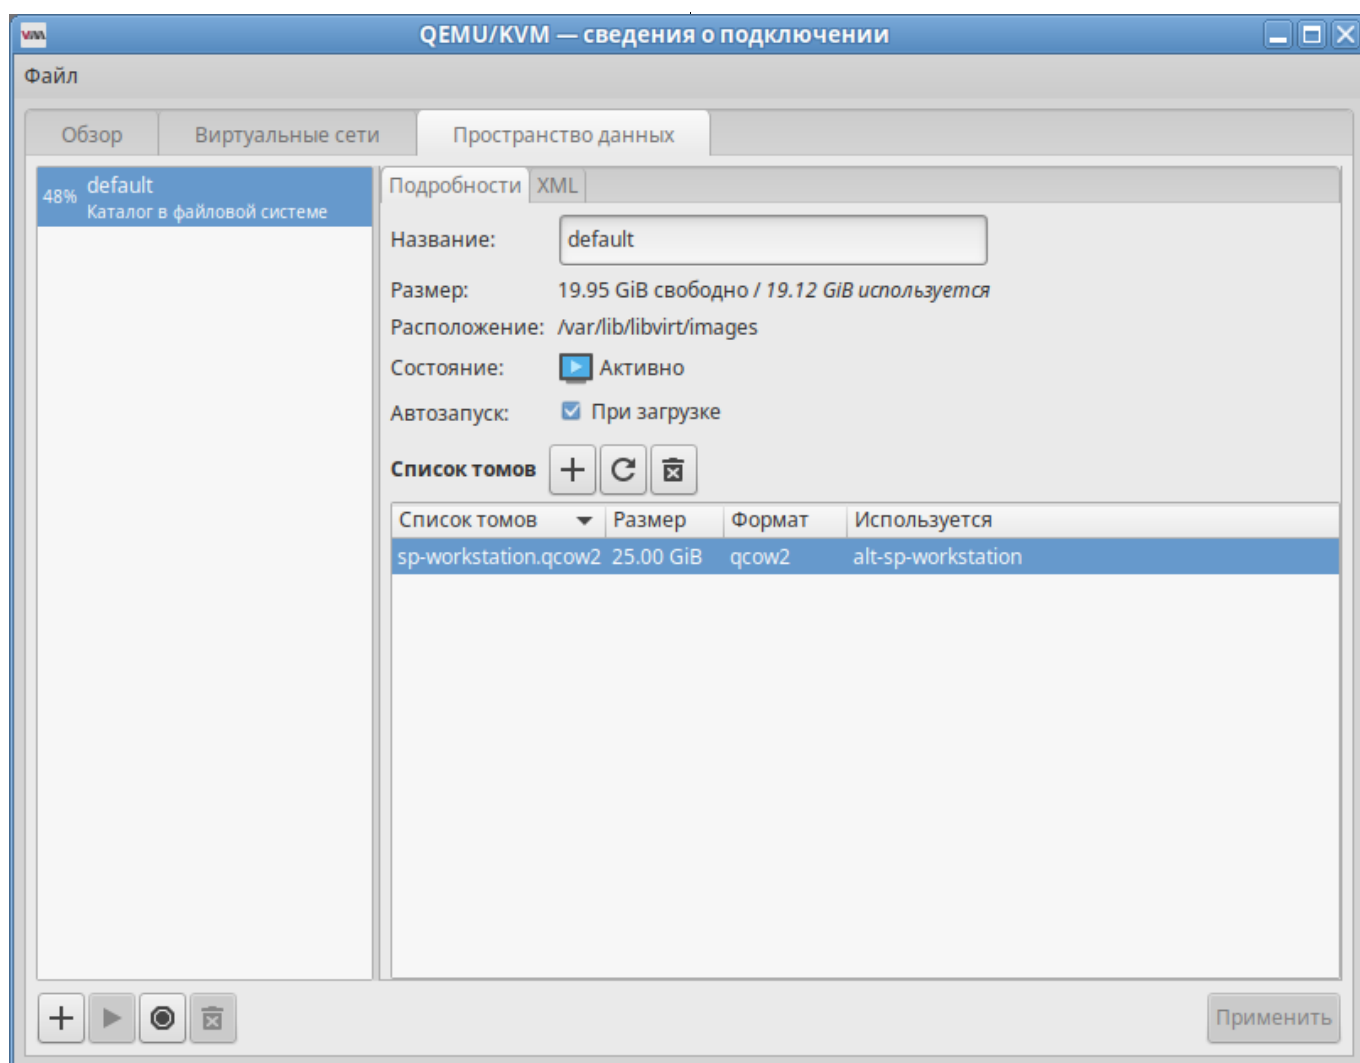 QEMU/KVM — сведения о подключении
Файл
Обзор
Виртуальные сети
Пространство данных
48%
default
Каталог в файловой системе
Подробности
XML
Название:
default
Размер:
19.95 GiB свободно / 19.12 GiB используется
Расположение:
/var/lib/libvirt/images
Состояние:
Активно
Автозапуск:
При загрузке
Список томов
Список томов
Размер
Формат
Используется
sp-workstation.qcow2
25.00 GiB
qcow2
alt-sp-workstation
Применить